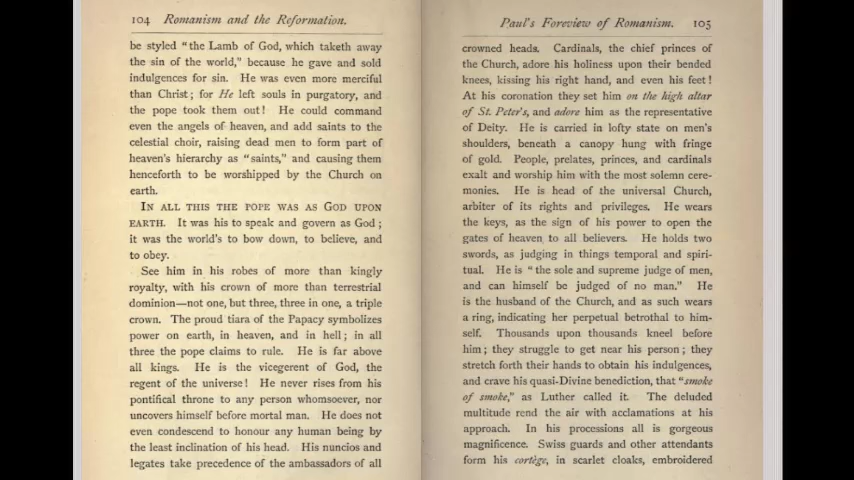 104 Romanism and the Reformation.
be styled "the Lamb of God, which taketh away
the sin of the world," because he gave and sold
indulgences for sin. He was even more merciful
than Christ; for He left souls in purgatory, and
the pope took them out! He could command
even the angels of heaven, and add saints to the
celestial choir, raising dead men to form part of
heaven's hierarchy as "saints," and causing them
henceforth to be worshipped by the Church on
earth.
IN ALL THIS THE POPE WAS AS GOD UPON
EARTH. It was his to speak and govern as God;
it was the world's to bow down, to believe, and
to obey.
See him in his robes of more than kingly
royalty, with his crown of more than terrestrial
dominion—not one, but three, three in one, a triple
crown. The proud tiara of the Papacy symbolizes
power on earth, in heaven, and in hell; in all
three the pope claims to rule. He is far above
all kings. He is the vicegerent of God, the
regent of the universe! He never rises from his
pontifical throne to any person whomsoever, nor
uncovers himself before mortal man. He does not
even condescend to honour any human being by
the least inclination of his head. His nuncios and
legates take precedence of the ambassadors of all
Paul's Foreview of Romanism. 105
crowned heads. Cardinals, the chief princes of
the Church, adore his holiness upon their bended
knees, kissing his right hand, and even his feet!
At his coronation they set him on the high altar
of St. Peter's, and adore him as the representative
of Deity. He is carried in lofty state on men's
shoulders, beneath a canopy hung with fringe
of gold. People, prelates, princes, and cardinals
exalt and worship him with the most solemn cere-
monies. He is head of the universal Church,
arbiter of its rights and privileges. He wears
the keys, as the sign of his power to open the
gates of heaven to all believers. He holds two
swords, as judging in things temporal and spiri-
tual. He is "the sole and supreme judge of men,
and can himself be judged of no man." He
is the husband of the Church, and as such wears
a ring, indicating her perpetual betrothal to him-
self. Thousands upon thousands kneel before
him; they struggle to get near his person; they
stretch forth their hands to obtain his indulgences,
and crave his quasi-Divine benediction, that "smoke
of smoke," as Luther called it. The deluded
multitude rend the air with acclamations at his
approach. In his processions all is gorgeous
magnificence. Swiss guards and other attendants
form his cortège, in scarlet cloaks, embroidered